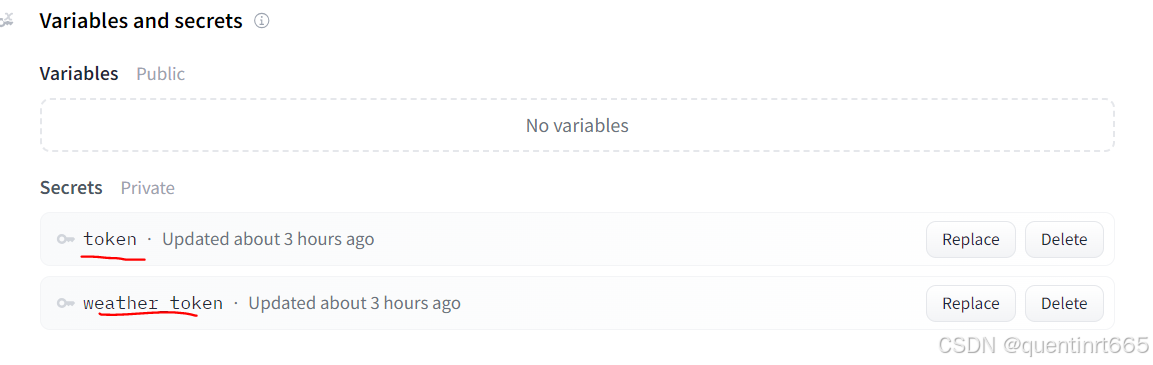 Variables and secrets
Variables Public
No variables
Secrets Private
token · Updated about 3 hours ago Replace Delete
weather_token · Updated about 3 hours ago Replace Delete
CSDN @quentinrt665